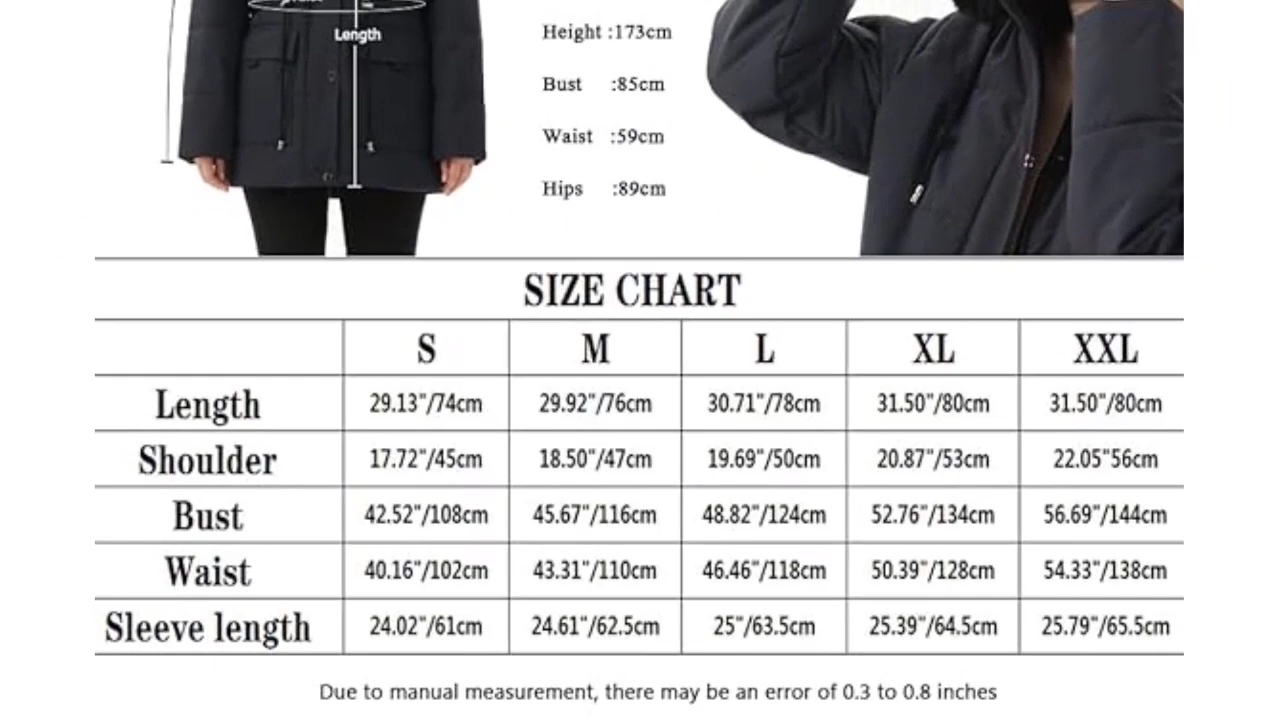 Length
Height :173cm
Bust :85cm
Waist :59cm
Hips :89cm
SIZE CHART
S M L XL XXL
Length 29.13"/74cm 29.92"/76cm 30.71"/78cm 31.50"/80cm 31.50"/80cm
Shoulder 17.72"/45cm 18.50"/47cm 19.69"/50cm 20.87"/53cm 22.05"56cm
Bust 42.52"/108cm 45.67"/116cm 48.82"/124cm 52.76"/134cm 56.69"/144cm
Waist 40.16"/102cm 43.31"/110cm 46.46"/118cm 50.39"/128cm 54.33"/138cm
Sleeve length 24.02"/61cm 24.61"/62.5cm 25"/63.5cm 25.39"/64.5cm 25.79"/65.5cm
Due to manual measurement, there may be an error of 0.3 to 0.8 inches